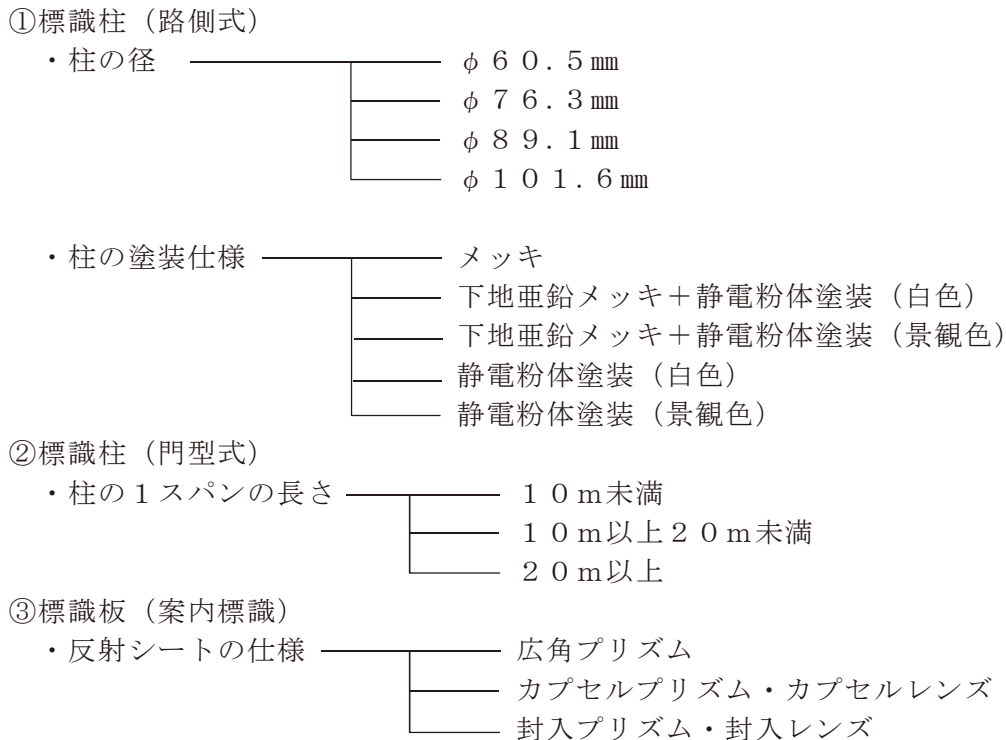 ①標識柱（路側式）
・柱の径 φ６０.５㎜
φ７６.３㎜
φ８９.１㎜
φ１０１.６㎜
・柱の塗装仕様 メッキ
下地亜鉛メッキ＋静電粉体塗装（白色）
下地亜鉛メッキ＋静電粉体塗装（景観色）
静電粉体塗装（白色）
静電粉体塗装（景観色）
②標識柱（門型式）
・柱の１スパンの長さ １０ｍ未満
１０ｍ以上２０ｍ未満
２０ｍ以上
③標識板（案内標識）
・反射シートの仕様 広角プリズム
カプセルプリズム・カプセルレンズ
封入プリズム・封入レンズ